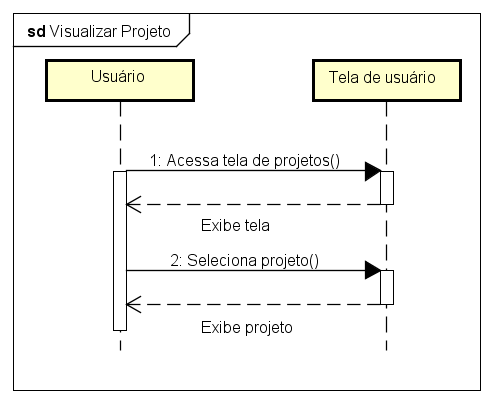 sd Visualizar Projeto
Usuário
Tela de usuário
1: Acessa tela de projetos()
Exibe tela
2: Seleciona projeto()
Exibe projeto